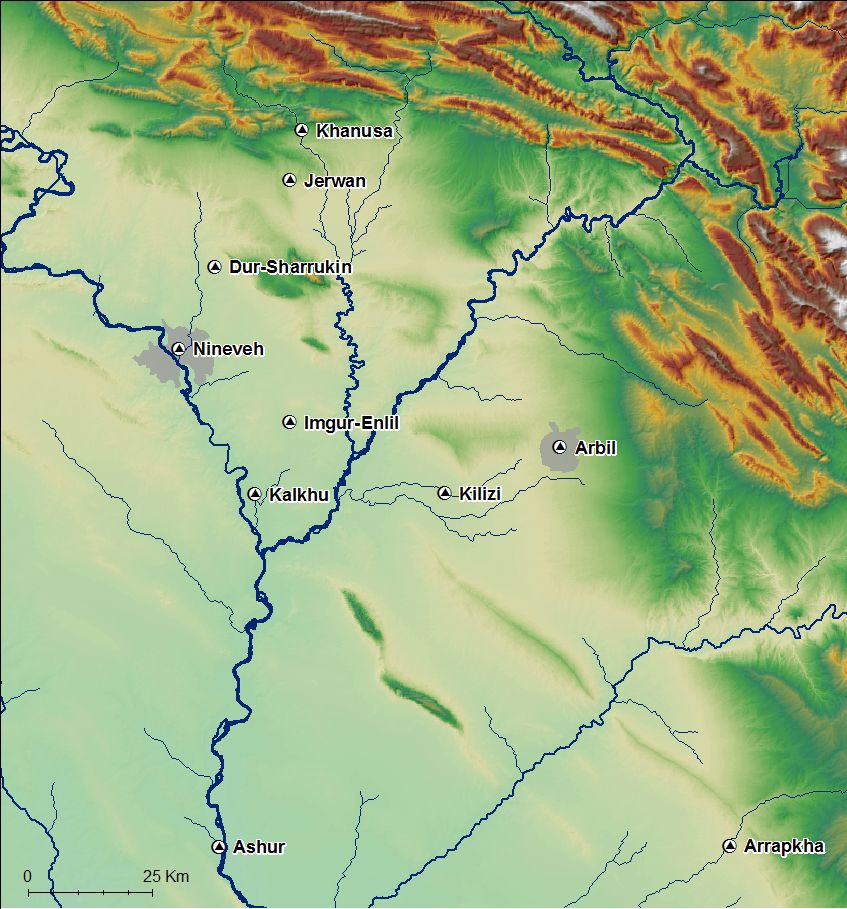 Khanusa
Jerwan
Dur-Sharrukin
Nineveh
Imgur-Enlil
Arbil
Kalkhu
Kilizi
Ashur
Arrapkha
0 25 Km